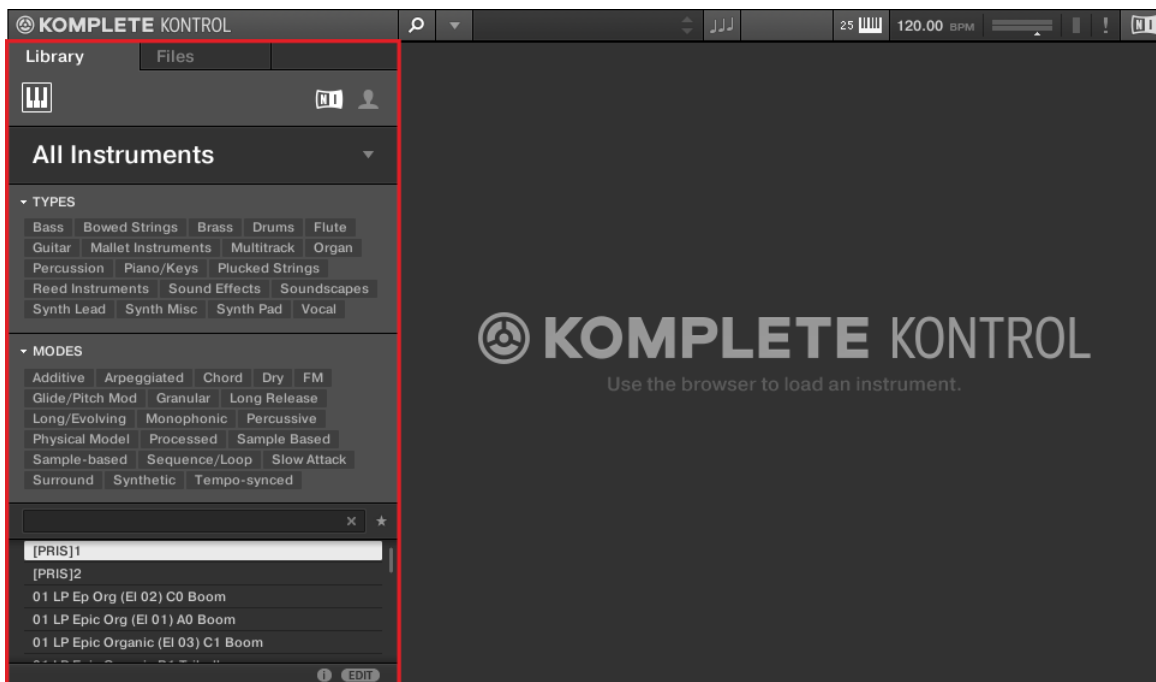 KOMPLETE KONTROL
25
120.00 BPM
!
NI
Library Files
NI
All Instruments
TYPES
Bass Bowed Strings Brass Drums Flute
Guitar Mallet Instruments Multitrack Organ
Percussion Piano/Keys Plucked Strings
Reed Instruments Sound Effects Soundscapes
Synth Lead Synth Misc Synth Pad Vocal
MODES
Additive Arpeggiated Chord Dry FM
Glide/Pitch Mod Granular Long Release
Long/Evolving Monophonic Percussive
Physical Model Processed Sample Based
Sample-based Sequence/Loop Slow Attack
Surround Synthetic Tempo-synced
[PRIS]1
[PRIS]2
01 LP Ep Org (El 02) C0 Boom
01 LP Epic Org (El 01) A0 Boom
01 LP Epic Organic (El 03) C1 Boom
i EDIT
KOMPLETE KONTROL
Use the browser to load an instrument.